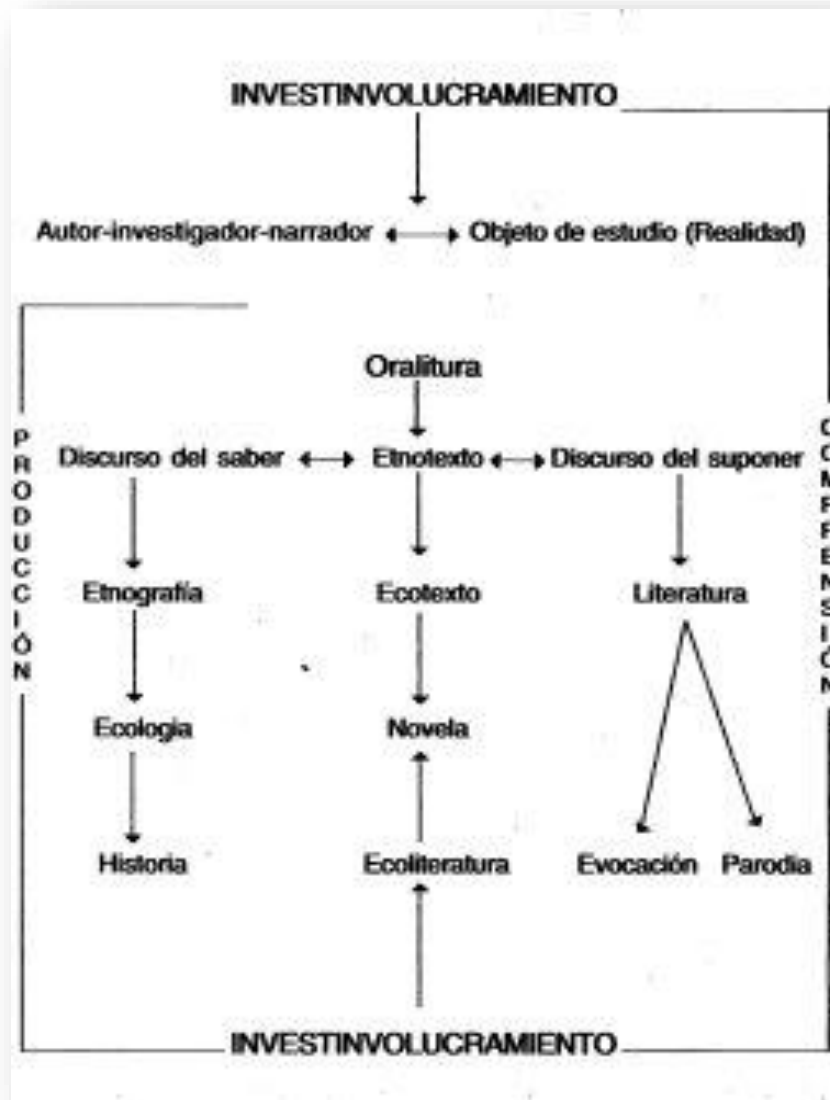 INVESTINVOLUCRAMIENTO
Autor-investigador-narrador Objeto de estudio (Realidad)
Oralitura
Discurso del saber Etnotexto Discurso del suponer
Etnografía Ecotexto Literatura
Ecología Novela
Historia Ecoliteratura Evocación Parodia
INVESTINVOLUCRAMIENTO
PRODUCCIÓN
COMPRENSIÓN